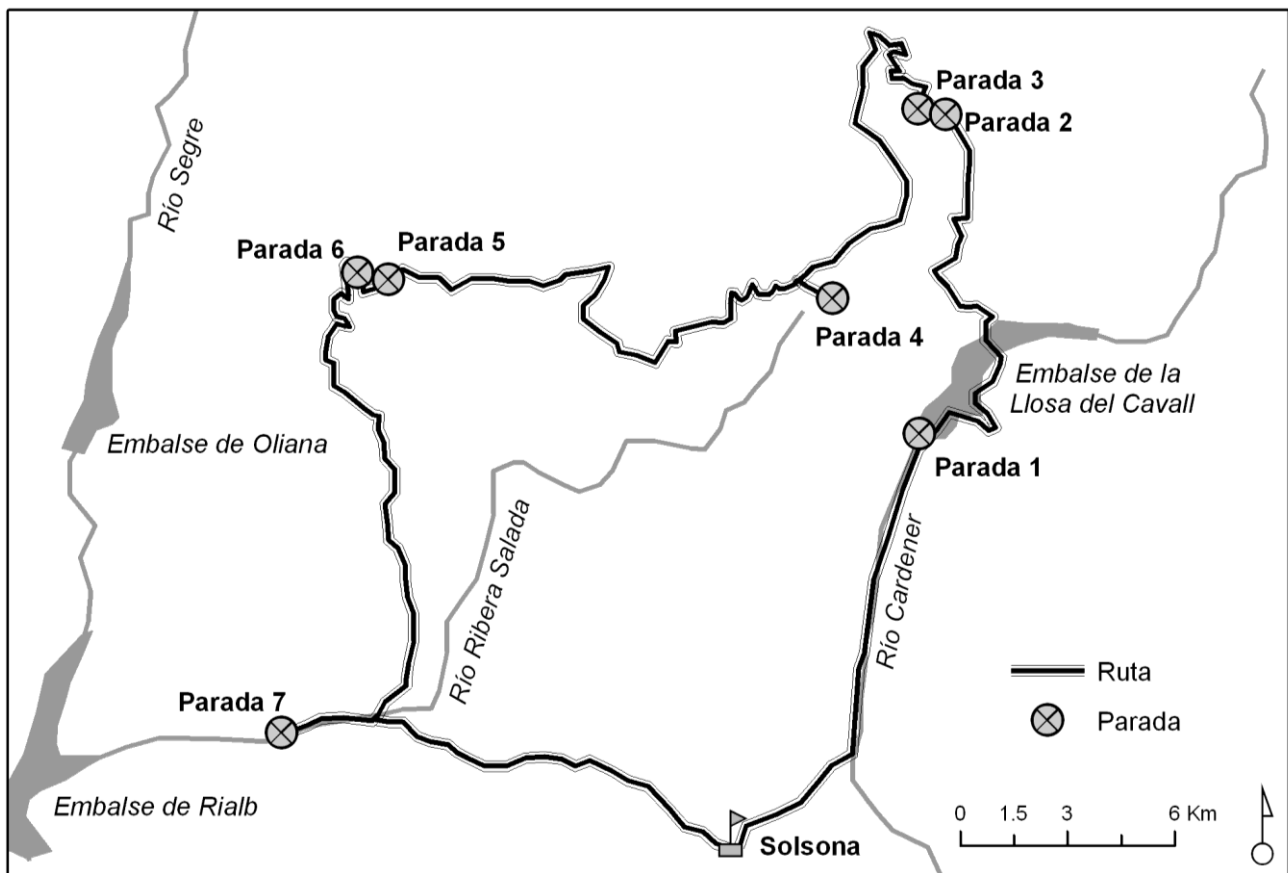 Parada 3
Parada 2
Río Segre
Parada 6
Parada 5
Parada 4
Embalse de la
Llosa del Cavall
Embalse de Oliana
Parada 1
Río Ribera Salada
Río Cardener
Ruta
Parada 7
Parada
Embalse de Rialb
0 1.5 3 6 Km
Solsona